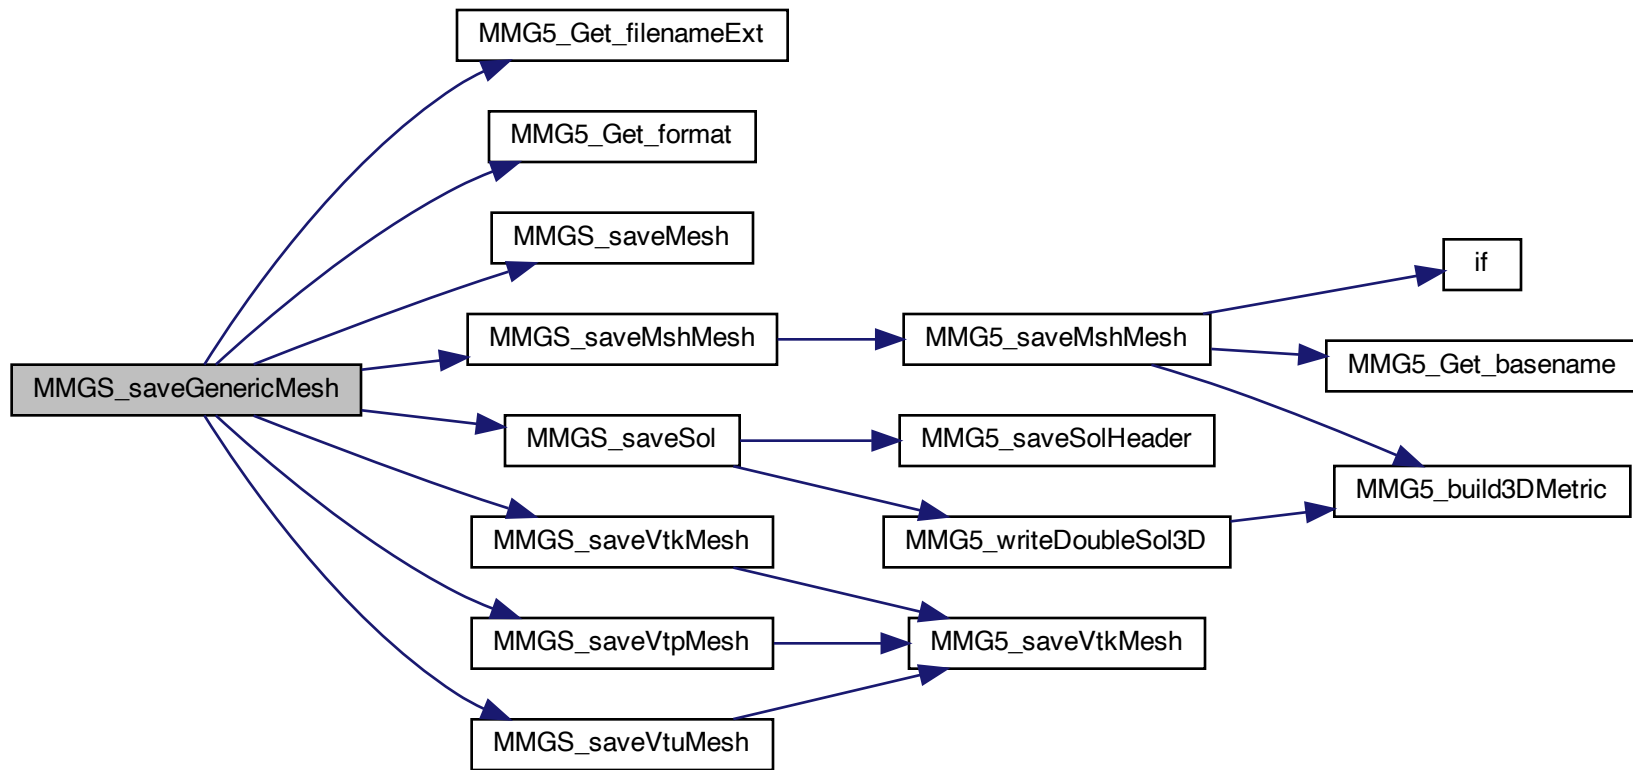 MMGS_saveGenericMesh
MMG5_Get_filenameExt
MMG5_Get_format
MMGS_saveMesh
MMGS_saveMshMesh
MMGS_saveSol
MMGS_saveVtkMesh
MMGS_saveVtpMesh
MMGS_saveVtuMesh
MMG5_saveMshMesh
MMG5_saveSolHeader
MMG5_writeDoubleSol3D
MMG5_saveVtkMesh
if
MMG5_Get_basename
MMG5_build3DMetric